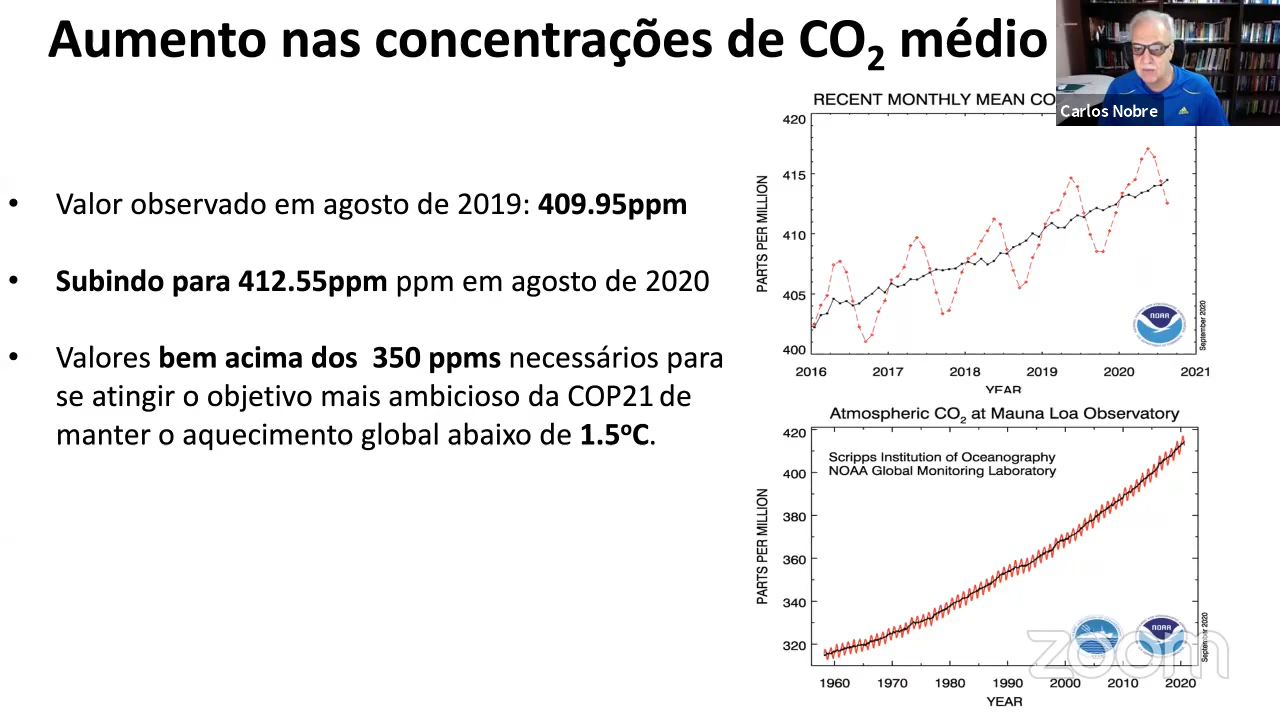 Aumento nas concentrações de CO2 médio
Carlos Nobre
• Valor observado em agosto de 2019: 409.95ppm
• Subindo para 412.55ppm ppm em agosto de 2020
• Valores bem acima dos 350 ppms necessários para
se atingir o objetivo mais ambicioso da COP21 de
manter o aquecimento global abaixo de 1.5ºC.
RECENT MONTHLY MEAN CO
PARTS PER MILLION
420
415
410
405
400
NOAA
September 2020
2016 2017 2018 2019 2020 2021
YEAR
Atmospheric CO2 at Mauna Loa Observatory
Scripps Institution of Oceanography
NOAA Global Monitoring Laboratory
PARTS PER MILLION
420
400
380
360
340
320
NOAA
September 2020
zoom
1960 1970 1980 1990 2000 2010 2020
YEAR